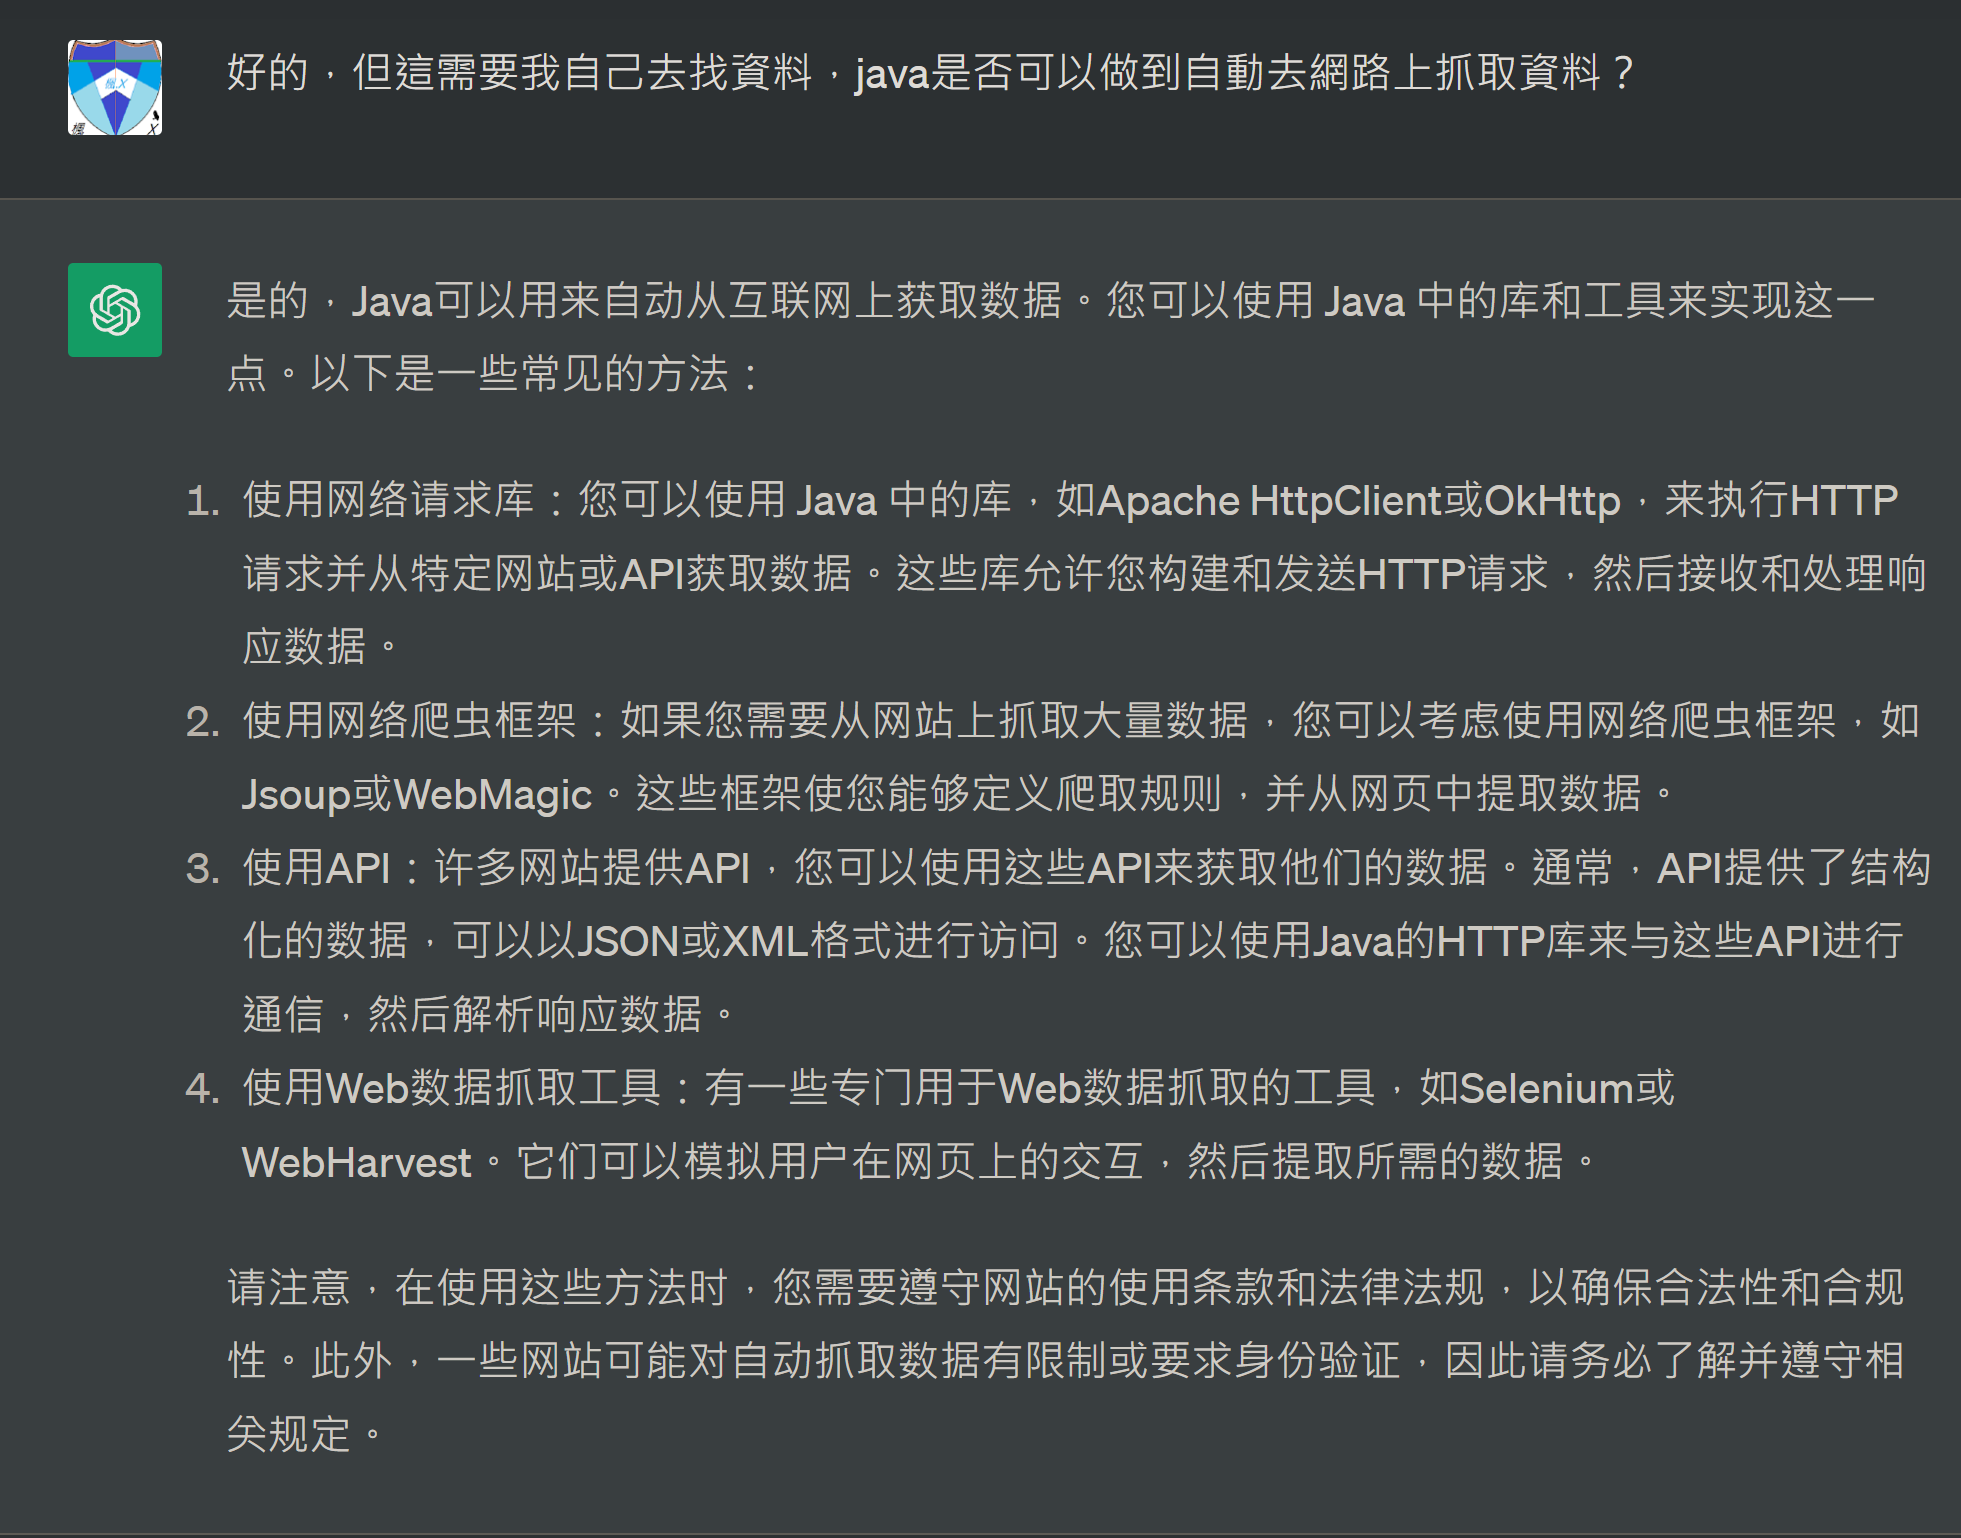 好的，但這需要我自己去找資料，java是否可以做到自動去網路上抓取資料？
是的，Java可以用来自动从互联网上获取数据。您可以使用 Java 中的库和工具来实现这一
点。以下是一些常见的方法：
1. 使用网络请求库：您可以使用 Java 中的库，如Apache HttpClient或OkHttp，来执行HTTP
请求并从特定网站或API获取数据。这些库允许您构建和发送HTTP请求，然后接收和处理响
应数据。
2. 使用网络爬虫框架：如果您需要从网站上抓取大量数据，您可以考虑使用网络爬虫框架，如
Jsoup或WebMagic。这些框架使您能够定义爬取规则，并从网页中提取数据。
3. 使用API：许多网站提供API，您可以使用这些API来获取他们的数据。通常，API提供了结构
化的数据，可以以JSON或XML格式进行访问。您可以使用Java的HTTP库来与这些API进行
通信，然后解析响应数据。
4. 使用Web数据抓取工具：有一些专门用于Web数据抓取的工具，如Selenium或
WebHarvest。它们可以模拟用户在网页上的交互，然后提取所需的数据。
请注意，在使用这些方法时，您需要遵守网站的使用条款和法律法规，以确保合法性和合规
性。此外，一些网站可能对自动抓取数据有限制或要求身份验证，因此请务必了解并遵守相
关规定。